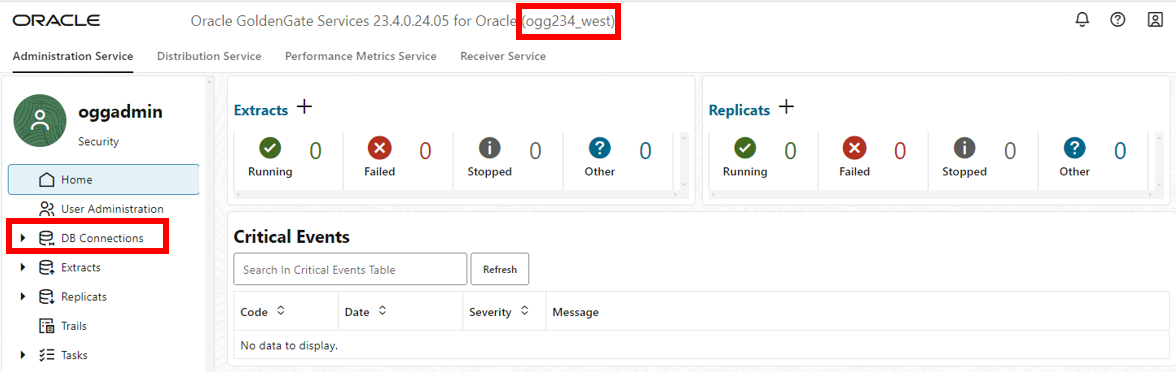 ORACLE Oracle GoldenGate Services 23.4.0.24.05 for Oracle (ogg234_west)
Administration Service Distribution Service Performance Metrics Service Receiver Service
oggadmin
Security
Home
User Administration
DB Connections
Extracts
Replicats
Trails
Tasks
Extracts
0 0 0 0
Running Failed Stopped Other
Replicats
0 0 0 0
Running Failed Stopped Other
Critical Events
Search In Critical Events Table Refresh
Code Date Severity Message
No data to display.